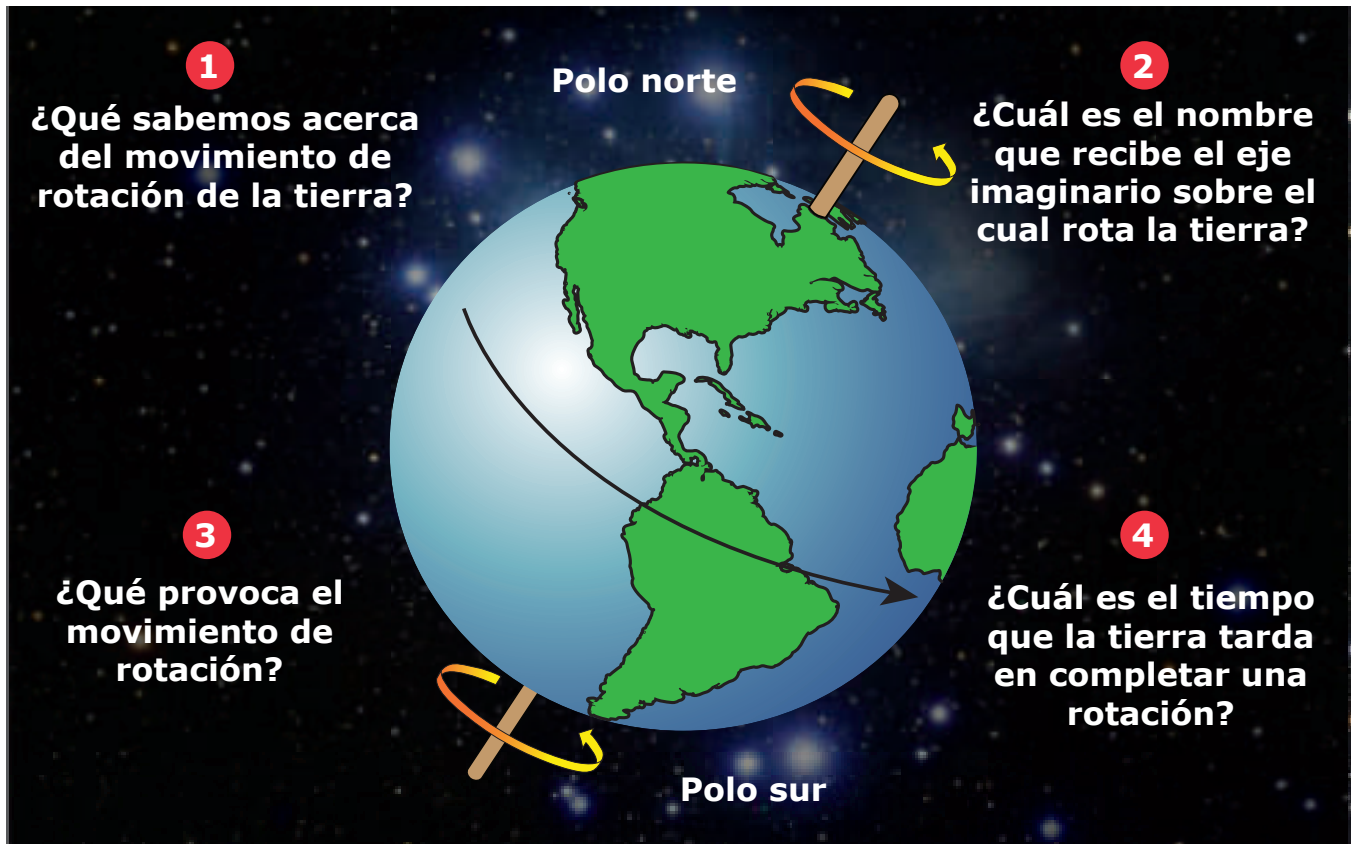 1
¿Qué sabemos acerca
del movimiento de
rotación de la tierra?
Polo norte
2
¿Cuál es el nombre
que recibe el eje
imaginario sobre el
cual rota la tierra?
3
¿Qué provoca el
movimiento de
rotación?
4
¿Cuál es el tiempo
que la tierra tarda
en completar una
rotación?
Polo sur